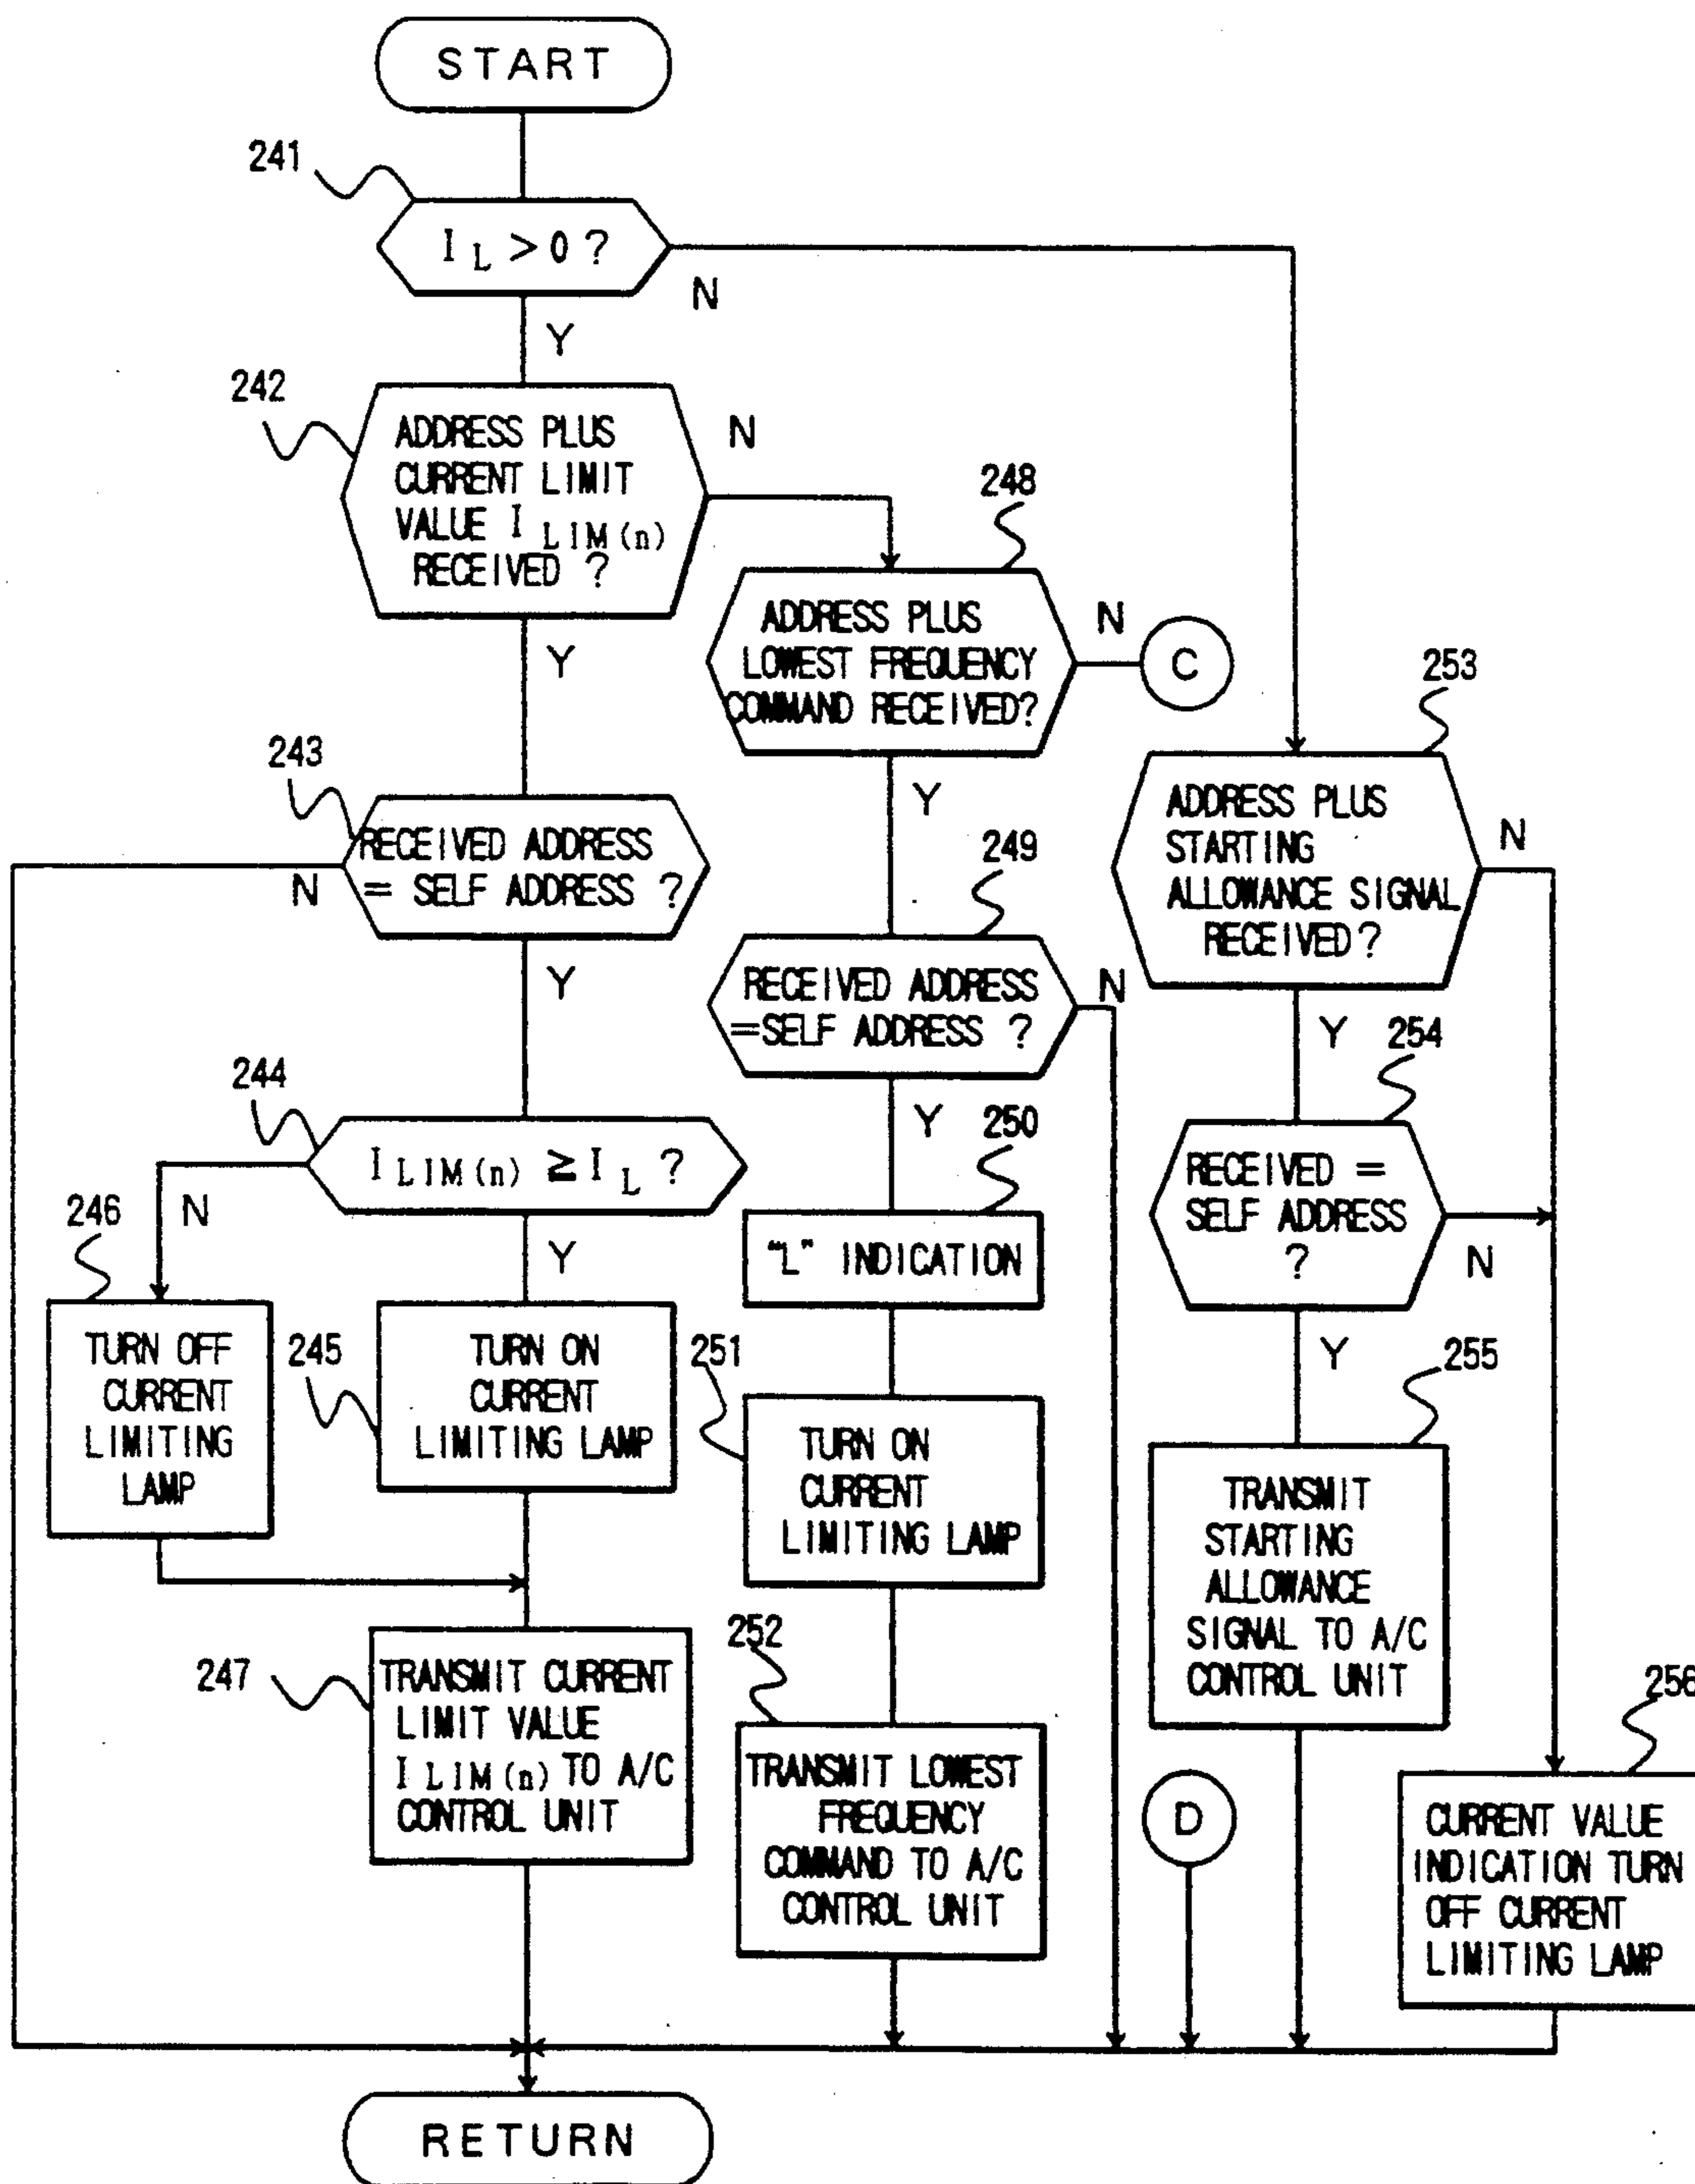 START
241
I L > 0 ?
N
Y
242
ADDRESS PLUS
CURRENT LIMIT
VALUE I LIM(n)
RECEIVED ?
N
Y
248
ADDRESS PLUS
LOWEST FREQUENCY
COMMAND RECEIVED?
N
C
Y
253
ADDRESS PLUS
STARTING
ALLOWANCE SIGNAL
RECEIVED?
N
Y
243
RECEIVED ADDRESS
= SELF ADDRESS ?
N
Y
249
RECEIVED ADDRESS
=SELF ADDRESS ?
N
Y
254
RECEIVED =
SELF ADDRESS
?
N
Y
244
I LIM(n) ≧ I L ?
N
Y
246
TURN OFF
CURRENT
LIMITING
LAMP
245
TURN ON
CURRENT
LIMITING LAMP
250
"L" INDICATION
251
TURN ON
CURRENT
LIMITING LAMP
255
TRANSMIT
STARTING
ALLOWANCE
SIGNAL TO A/C
CONTROL UNIT
247
TRANSMIT CURRENT
LIMIT VALUE
I LIM(n) TO A/C
CONTROL UNIT
252
TRANSMIT LOWEST
FREQUENCY
COMMAND TO A/C
CONTROL UNIT
D
256
CURRENT VALUE
INDICATION TURN
OFF CURRENT
LIMITING LAMP
RETURN